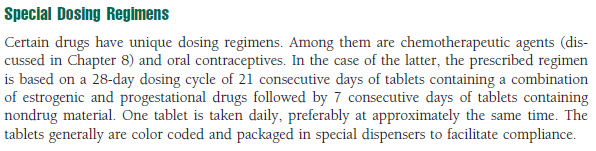 Special Dosing Regimens
Certain drugs have unique dosing regimens. Among them are chemotherapeutic agents (dis-
cussed in Chapter 8) and oral contraceptives. In the case of the latter, the prescribed regimen
is based on a 28-day dosing cycle of 21 consecutive days of tablets containing a combination
of estrogenic and progestational drugs followed by 7 consecutive days of tablets containing
nondrug material. One tablet is taken daily, preferably at approximately the same time. The
tablets generally are color coded and packaged in special dispensers to facilitate compliance.